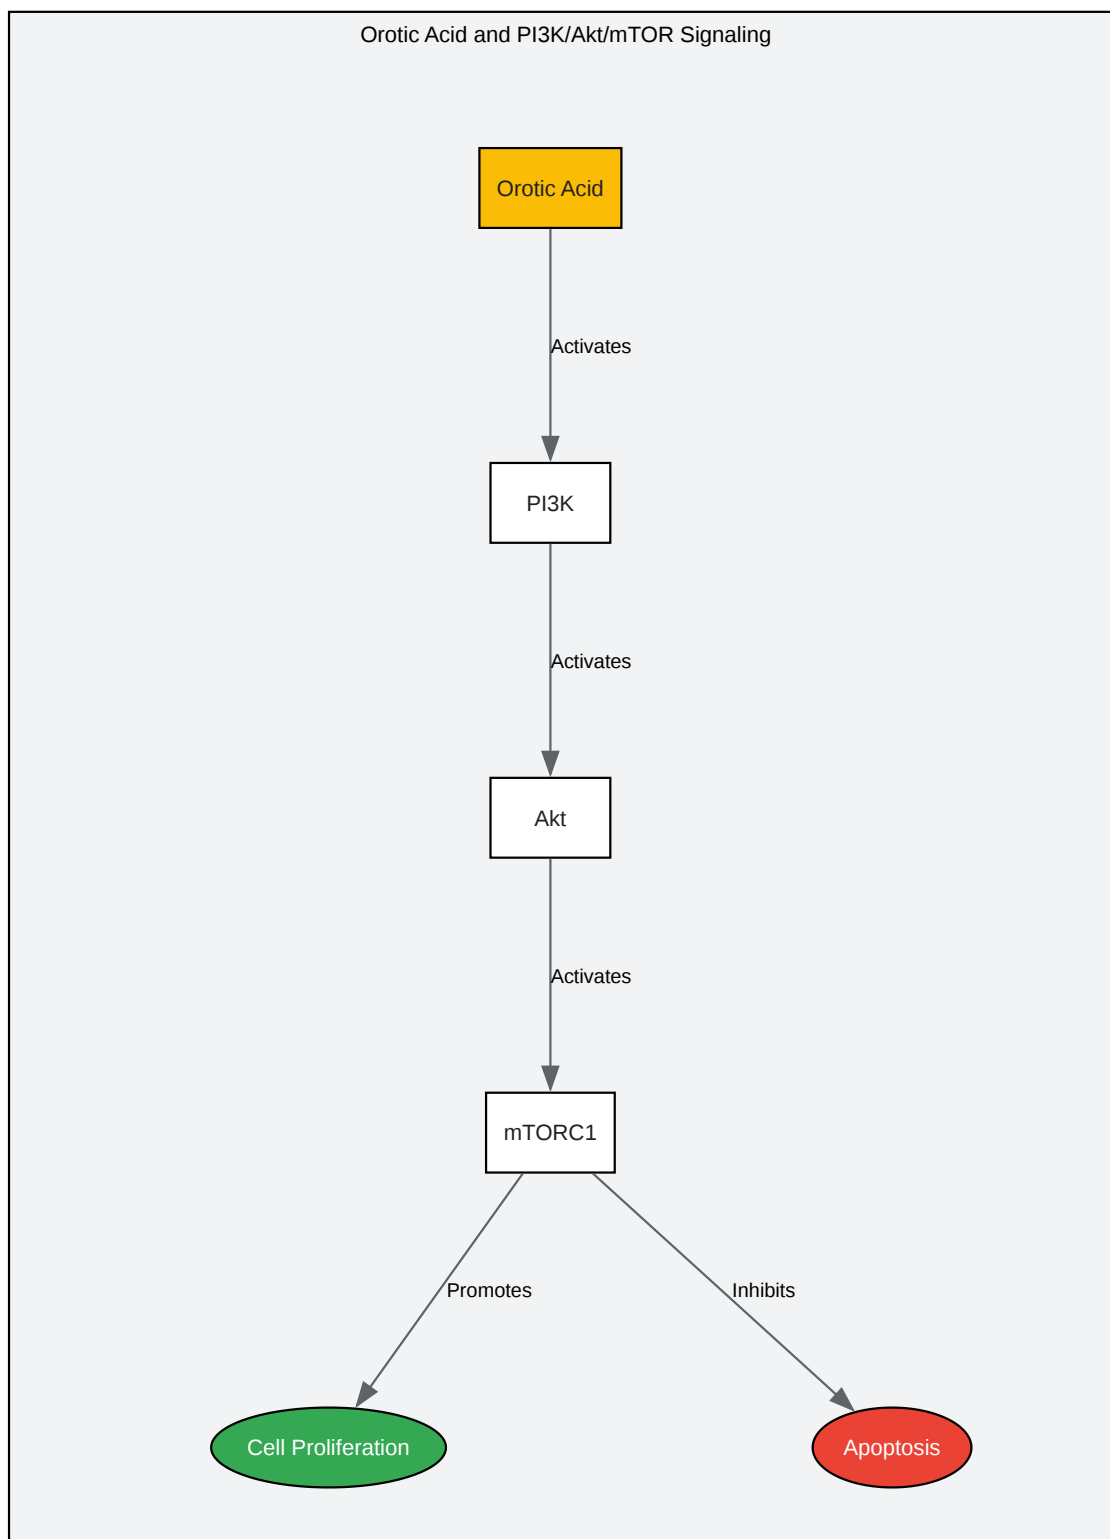 Orotic Acid and PI3K/Akt/mTOR Signaling
Orotic Acid
Activates
PI3K
Activates
Akt
Activates
mTORC1
Promotes
Inhibits
Cell Proliferation
Apoptosis